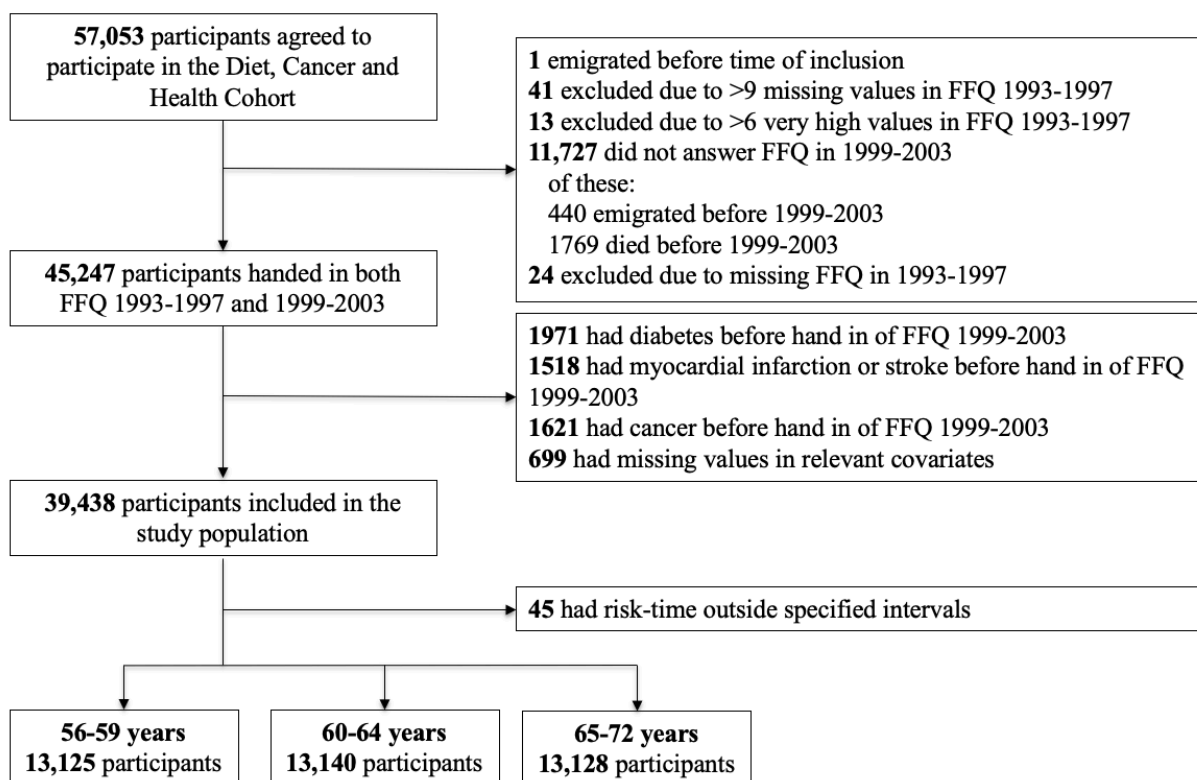 57,053 participants agreed to
participate in the Diet, Cancer and
Health Cohort
1 emigrated before time of inclusion
41 excluded due to >9 missing values in FFQ 1993-1997
13 excluded due to >6 very high values in FFQ 1993-1997
11,727 did not answer FFQ in 1999-2003
of these:
440 emigrated before 1999-2003
1769 died before 1999-2003
24 excluded due to missing FFQ in 1993-1997
45,247 participants handed in both
FFQ 1993-1997 and 1999-2003
1971 had diabetes before hand in of FFQ 1999-2003
1518 had myocardial infarction or stroke before hand in of FFQ
1999-2003
1621 had cancer before hand in of FFQ 1999-2003
699 had missing values in relevant covariates
39,438 participants included in the
study population
45 had risk-time outside specified intervals
56-59 years
13,125 participants
60-64 years
13,140 participants
65-72 years
13,128 participants